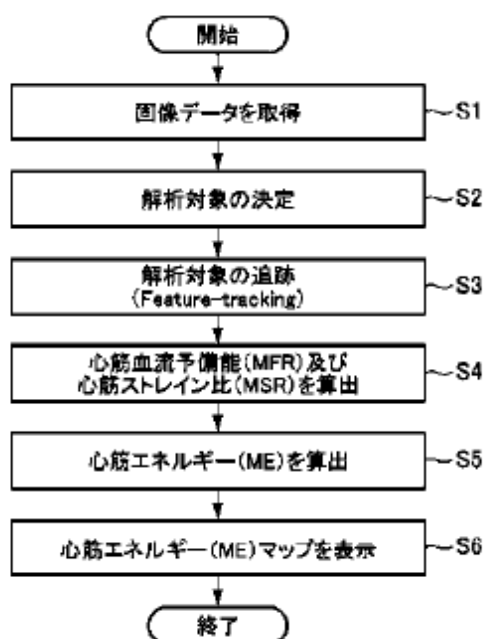 開始
画像データを取得
S1
解析対象の決定
S2
解析対象の追跡
(Feature-tracking)
S3
心筋血流予備能(MFR)及び
心筋ストレイン比(MSR)を算出
S4
心筋エネルギー(ME)を算出
S5
心筋エネルギー(ME)マップを表示
S6
終了